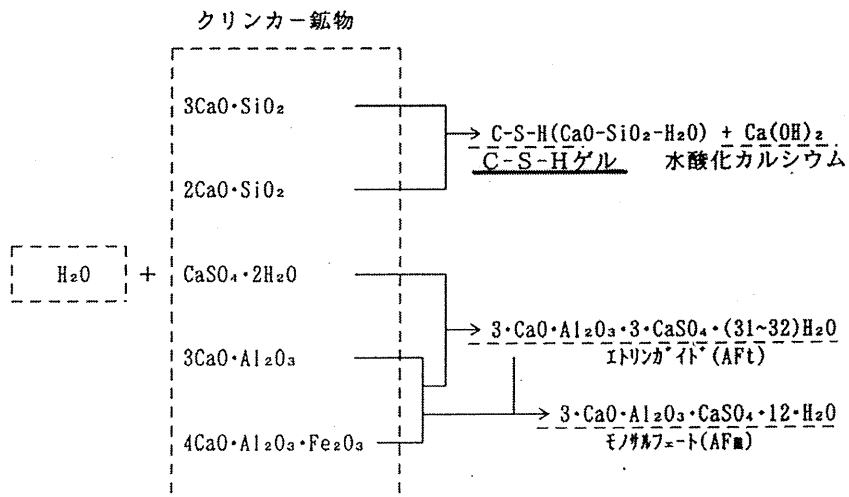 クリンカー鉱物
3CaO・SiO₂
C-S-H(CaO-SiO₂-H₂O) + Ca(OH)₂
C-S-Hゲル 水酸化カルシウム
2CaO・SiO₂
H₂O + CaSO₄・2H₂O
3・CaO・Al₂O₃・3・CaSO₄・(31~32)H₂O
エトリンガイド(AFt)
3CaO・Al₂O₃
3・CaO・Al₂O₃・CaSO₄・12・H₂O
モノサルフェート(AFm)
4CaO・Al₂O₃・Fe₂O₃